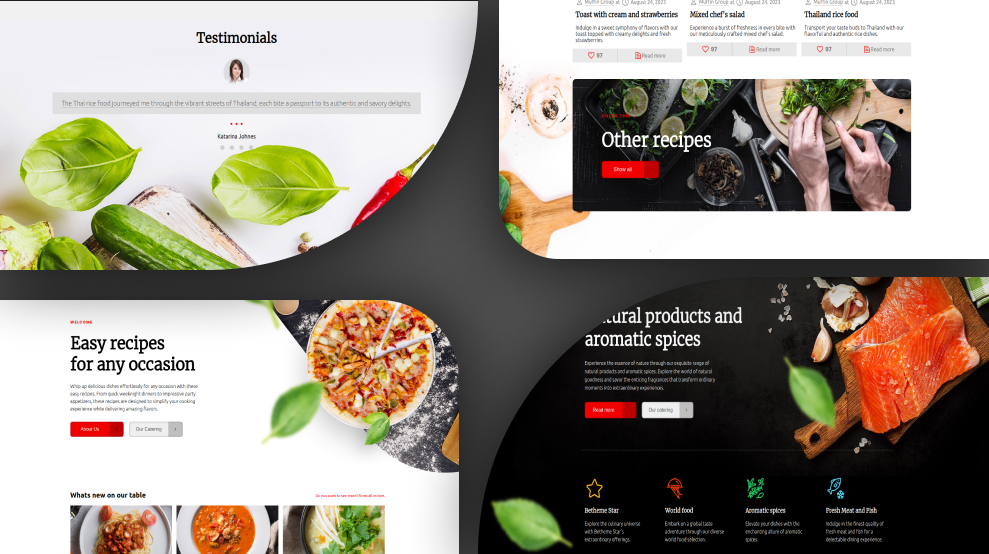 Testimonials
The Thai rice food journeyed me through the vibrant streets of Thailand, each bite a passport to its authentic and savory delights.
Katarina Johnes
Muffin Group at August 24, 2023
Toast with cream and strawberries
Indulge in a sweet symphony of flavors with our
toast topped with creamy delights and fresh
strawberries.
97 Read more
Muffin Group at August 24, 2023
Mixed chef's salad
Experience a burst of freshness in every bite with
our meticulously crafted mixed chef's salad.
97 Read more
Muffin Group at August 24, 2023
Thailand rice food
Transport your taste buds to Thailand with our
flavorful and authentic rice dishes.
97 Read more
Other recipes
Show all
WELCOME
Easy recipes
for any occasion
Whip up delicious dishes effortlessly for any occasion with these
easy recipes. From quick weeknight dinners to impressive party
appetizers, these recipes are designed to simplify your cooking
experience while delivering amazing flavors.
About Us
Our Catering
Whats new on our table
Do you want to see more? Show all recipes.
tural products and
aromatic spices
Experience the essence of nature through our exquisite range of
natural products and aromatic spices. Explore the world of natural
goodness and savor the enticing fragrances that transform ordinary
moments into extraordinary experiences.
Read more
Our catering
Betheme Star
Explore the culinary universe
with Betheme Star's
extraordinary offerings.
World food
Embark on a global taste
adventure through our diverse
world food selection.
Aromatic spices
Elevate your dishes with the
enchanting allure of aromatic
spices.
Fresh Meat and Fish
Indulge in the finest quality of
fresh meat and fish for a
delectable dining experience.